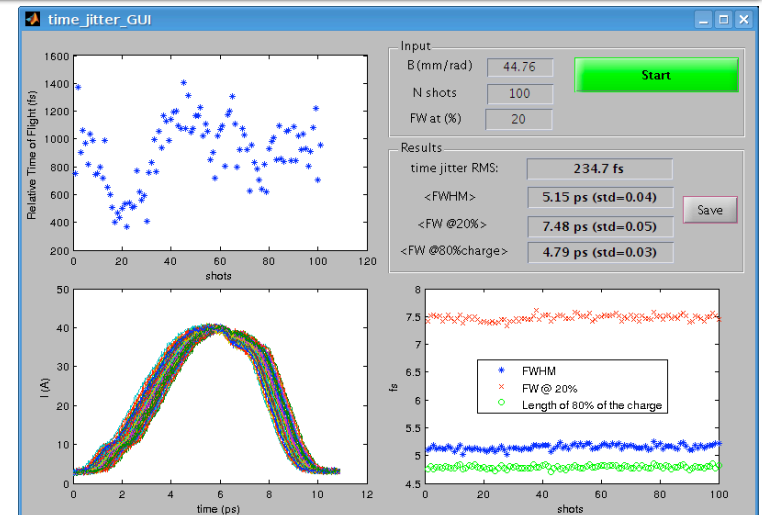 time_jitter_GUI
1600
1400
1200
1000
800
600
400
200
0 20 40 60 80 100 120
Relative Time of Flight (fs)
shots
Input
B (mm/rad) 44.76
N shots 100
FW at (%) 20
Start
Results
time jitter RMS: 234.7 fs
<FWHM> 5.15 ps (std=0.04)
<FW @20%> 7.48 ps (std=0.05)
<FW @80%charge> 4.79 ps (std=0.03)
Save
50
40
30
20
10
0
0 2 4 6 8 10 12
I (A)
time (ps)
8
7.5
7
6.5
6
5.5
5
4.5
0 20 40 60 80 100
fs
shots
FWHM
FW @ 20%
Length of 80% of the charge